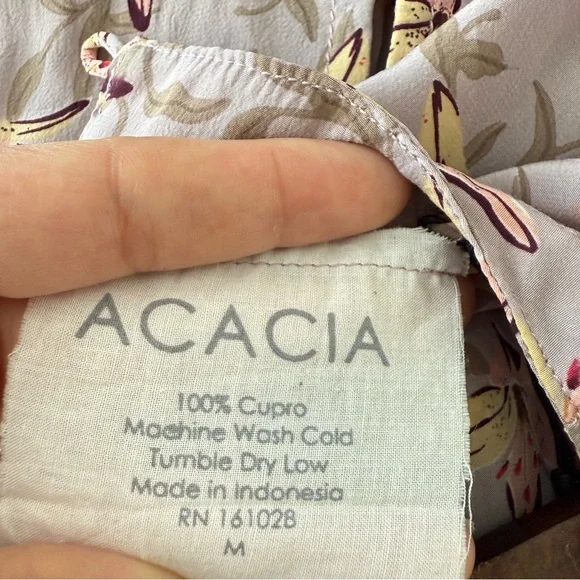 ACACIA
100% Cupro
Machine Wash Cold
Tumble Dry Low
Made in Indonesia
RN 161028
M